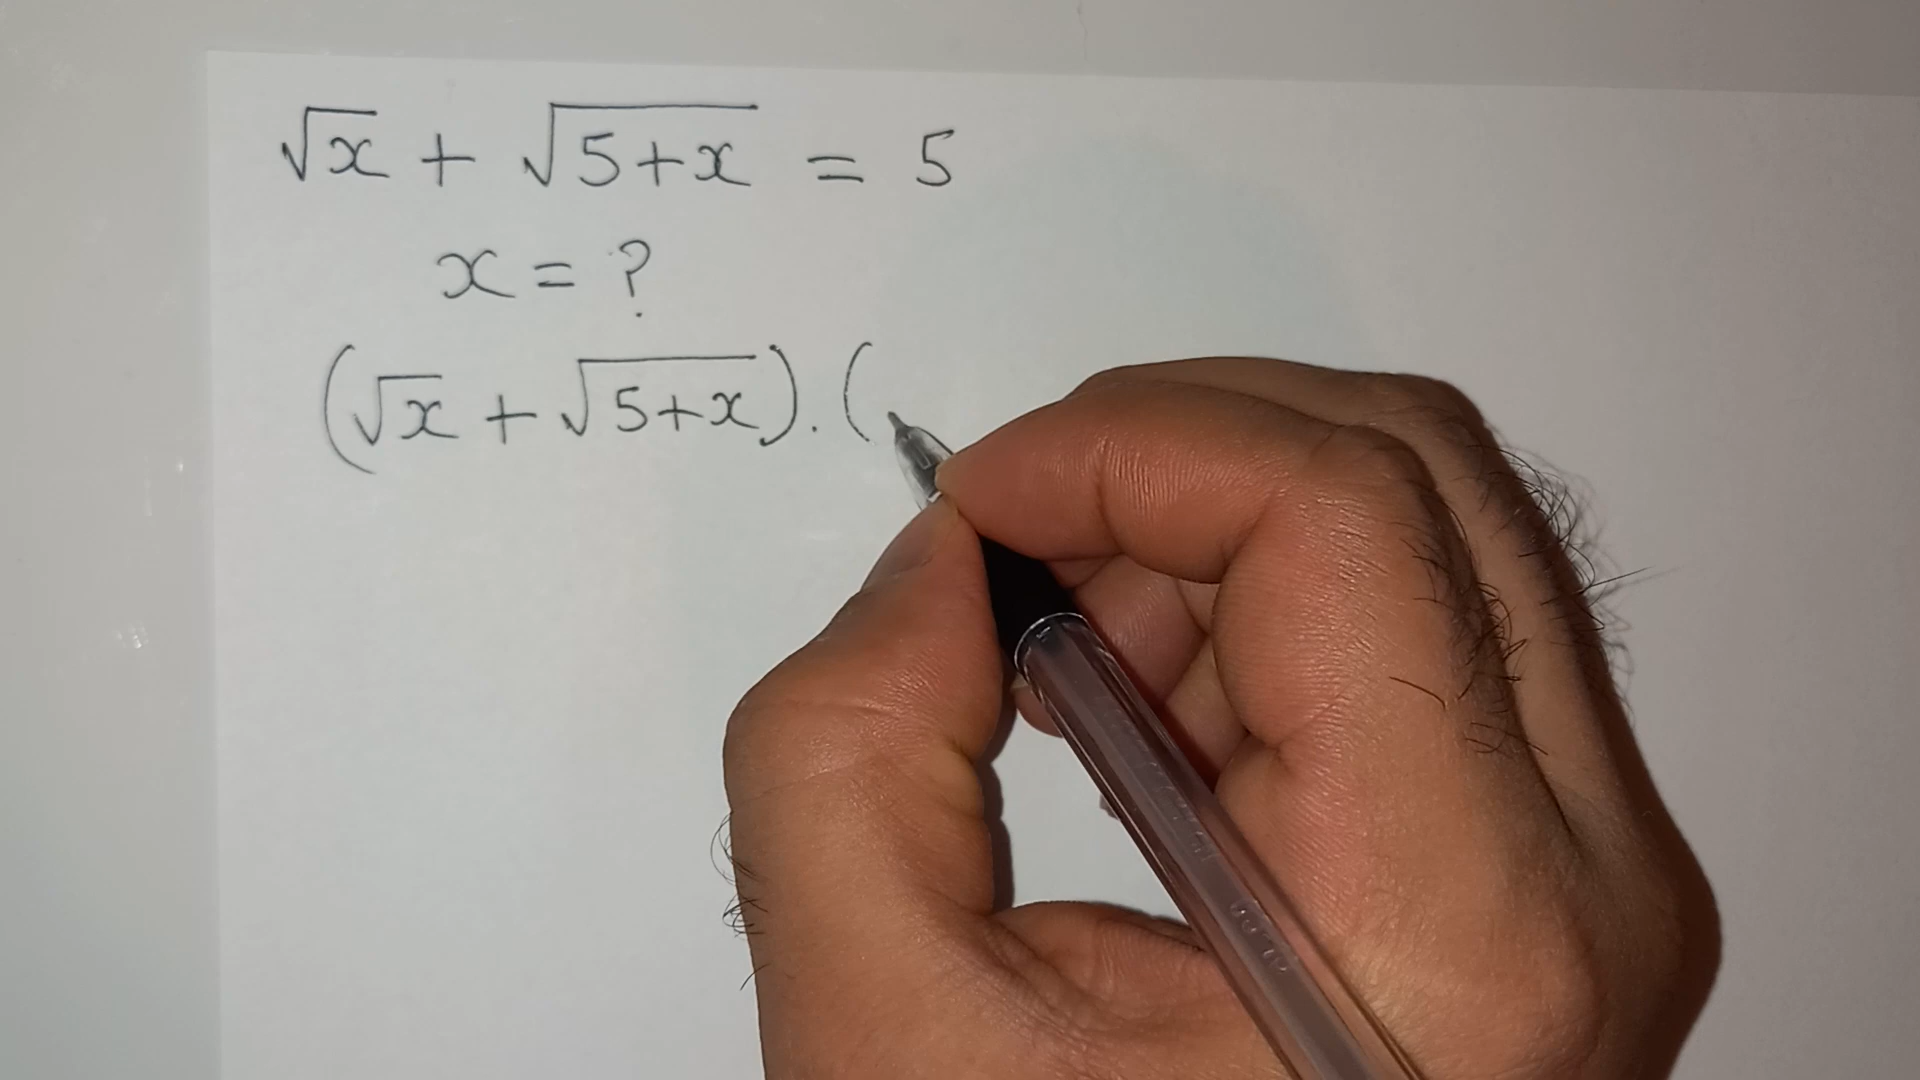 √x + √5+x = 5
x = ?
(√x + √5+x) . (